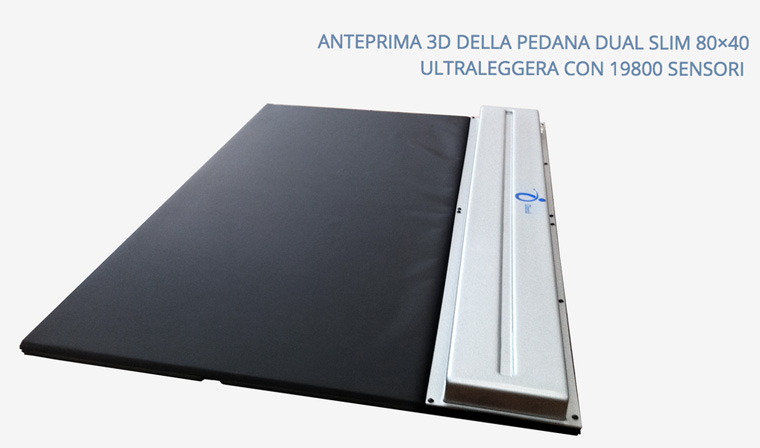 ANTEPRIMA 3D DELLA PEDANA DUAL SLIM 80×40
ULTRALEGGERA CON 19800 SENSORI